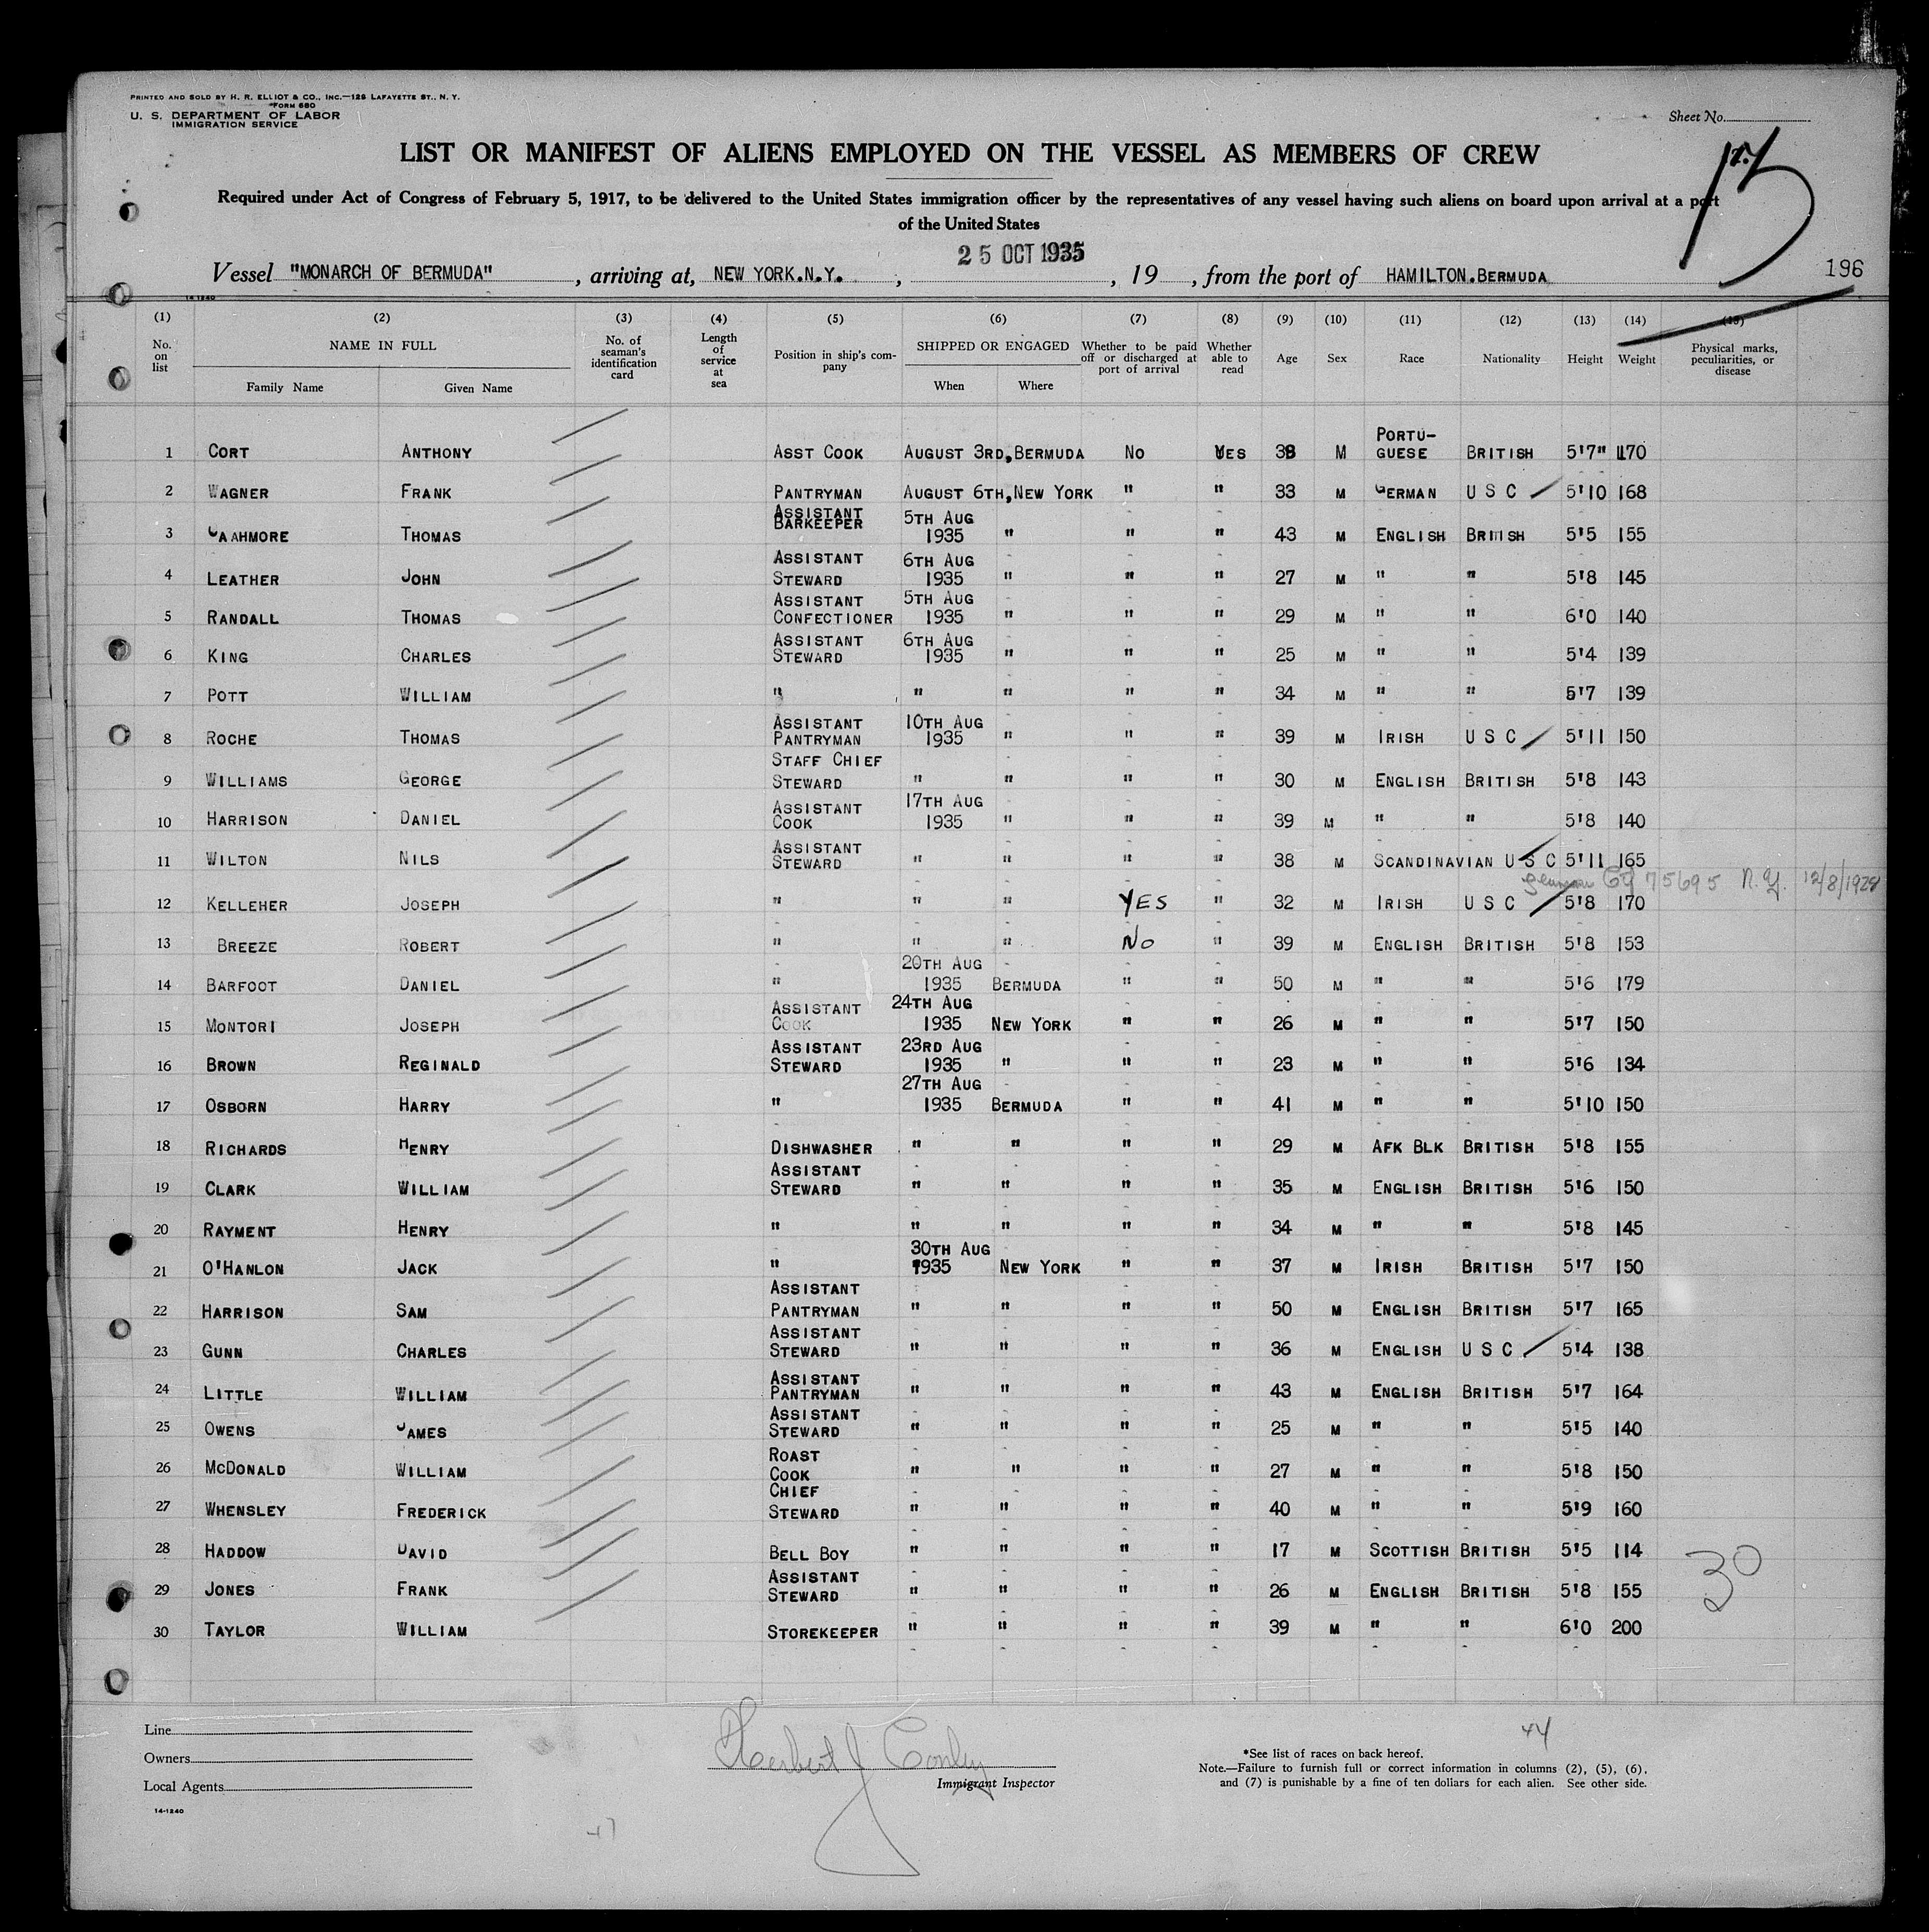 PRINTED AND SOLD BY H. R. ELLIOT & CO., INC.—126 LAFAYETTE ST., N. Y.
FORM 680
U. S. DEPARTMENT OF LABOR
IMMIGRATION SERVICE
Sheet No.
15
LIST OR MANIFEST OF ALIENS EMPLOYED ON THE VESSEL AS MEMBERS OF CREW
Required under Act of Congress of February 5, 1917, to be delivered to the United States immigration officer by the representatives of any vessel having such aliens on board upon arrival at a port
of the United States
25 OCT 1935
Vessel "MONARCH OF BERMUDA", arriving at, NEW YORK.N.Y., , 19 , from the port of HAMILTON.BERMUDA
196
14-1240
(1) (2) (3) (4) (5) (6) (7) (8) (9) (10) (11) (12) (13) (14) (15)
No. on list NAME IN FULL Family Name Given Name No. of seaman's identification card Length of service at sea Position in ship's company SHIPPED OR ENGAGED When Where Whether to be paid off or discharged at port of arrival Whether able to read Age Sex Race Nationality Height Weight Physical marks, peculiarities, or disease
1 CORT ANTHONY ASST COOK AUGUST 3RD, BERMUDA NO YES 38 M PORTU-GUESE BRITISH 5'7" 170
2 WAGNER FRANK PANTRYMAN AUGUST 6TH, NEW YORK " " 33 M GERMAN U S C 5'10 168
3 CAAHMORE THOMAS ASSISTANT BARKEEPER 5TH AUG 1935 " " " 43 M ENGLISH BRITISH 5'5 155
4 LEATHER JOHN ASSISTANT STEWARD 6TH AUG 1935 " " " 27 M " " 5'8 145
5 RANDALL THOMAS ASSISTANT CONFECTIONER 5TH AUG 1935 " " " 29 M " " 6'0 140
6 KING CHARLES ASSISTANT STEWARD 6TH AUG 1935 " " " 25 M " " 5'4 139
7 POTT WILLIAM " " " " " 34 M " " 5'7 139
8 ROCHE THOMAS ASSISTANT PANTRYMAN 10TH AUG 1935 " " " 39 M IRISH U S C 5'11 150
9 WILLIAMS GEORGE STAFF CHIEF STEWARD " " " " 30 M ENGLISH BRITISH 5'8 143
10 HARRISON DANIEL ASSISTANT COOK 17TH AUG 1935 " " " 39 M " " 5'8 140
11 WILTON NILS ASSISTANT STEWARD " " " " 38 M SCANDINAVIAN U S C 5'11 165
75695 N.Y. 12/8/1928
12 KELLEHER JOSEPH " " " YES " 32 M IRISH U S C 5'8 170
13 BREEZE ROBERT " " " No " 39 M ENGLISH BRITISH 5'8 153
14 BARFOOT DANIEL " 20TH AUG 1935 BERMUDA " " 50 M " " 5'6 179
15 MONTORI JOSEPH ASSISTANT COOK 24TH AUG 1935 NEW YORK " " 26 M " " 5'7 150
16 BROWN REGINALD ASSISTANT STEWARD 23RD AUG 1935 " " " 23 M " " 5'6 134
17 OSBORN HARRY " 27TH AUG 1935 BERMUDA " " 41 M " " 5'10 150
18 RICHARDS HENRY DISHWASHER " " " " 29 M AFK BLK BRITISH 5'8 155
19 CLARK WILLIAM ASSISTANT STEWARD " " " " 35 M ENGLISH BRITISH 5'6 150
20 RAYMENT HENRY " " " " " 34 M " " 5'8 145
21 O'HANLON JACK " 30TH AUG 1935 NEW YORK " " 37 M IRISH BRITISH 5'7 150
22 HARRISON SAM ASSISTANT PANTRYMAN " " " " 50 M ENGLISH BRITISH 5'7 165
23 GUNN CHARLES ASSISTANT STEWARD " " " " 36 M ENGLISH U S C 5'4 138
24 LITTLE WILLIAM ASSISTANT PANTRYMAN " " " " 43 M ENGLISH BRITISH 5'7 164
25 OWENS JAMES ASSISTANT STEWARD " " " " 25 M " " 5'5 140
26 MCDONALD WILLIAM ROAST COOK " " " " 27 M " " 5'8 150
27 WHENSLEY FREDERICK CHIEF STEWARD " " " " 40 M " " 5'9 160
28 HADDOW DAVID BELL BOY " " " " 17 M SCOTTISH BRITISH 5'5 114
29 JONES FRANK ASSISTANT STEWARD " " " " 26 M ENGLISH BRITISH 5'8 155
30
30 TAYLOR WILLIAM STOREKEEPER " " " " 39 M " " 6'0 200
Line
Owners
Local Agents
14-1240
Herbert J Conley
Immigrant Inspector
44
*See list of races on back hereof.
Note.—Failure to furnish full or correct information in columns (2), (5), (6),
and (7) is punishable by a fine of ten dollars for each alien. See other side.